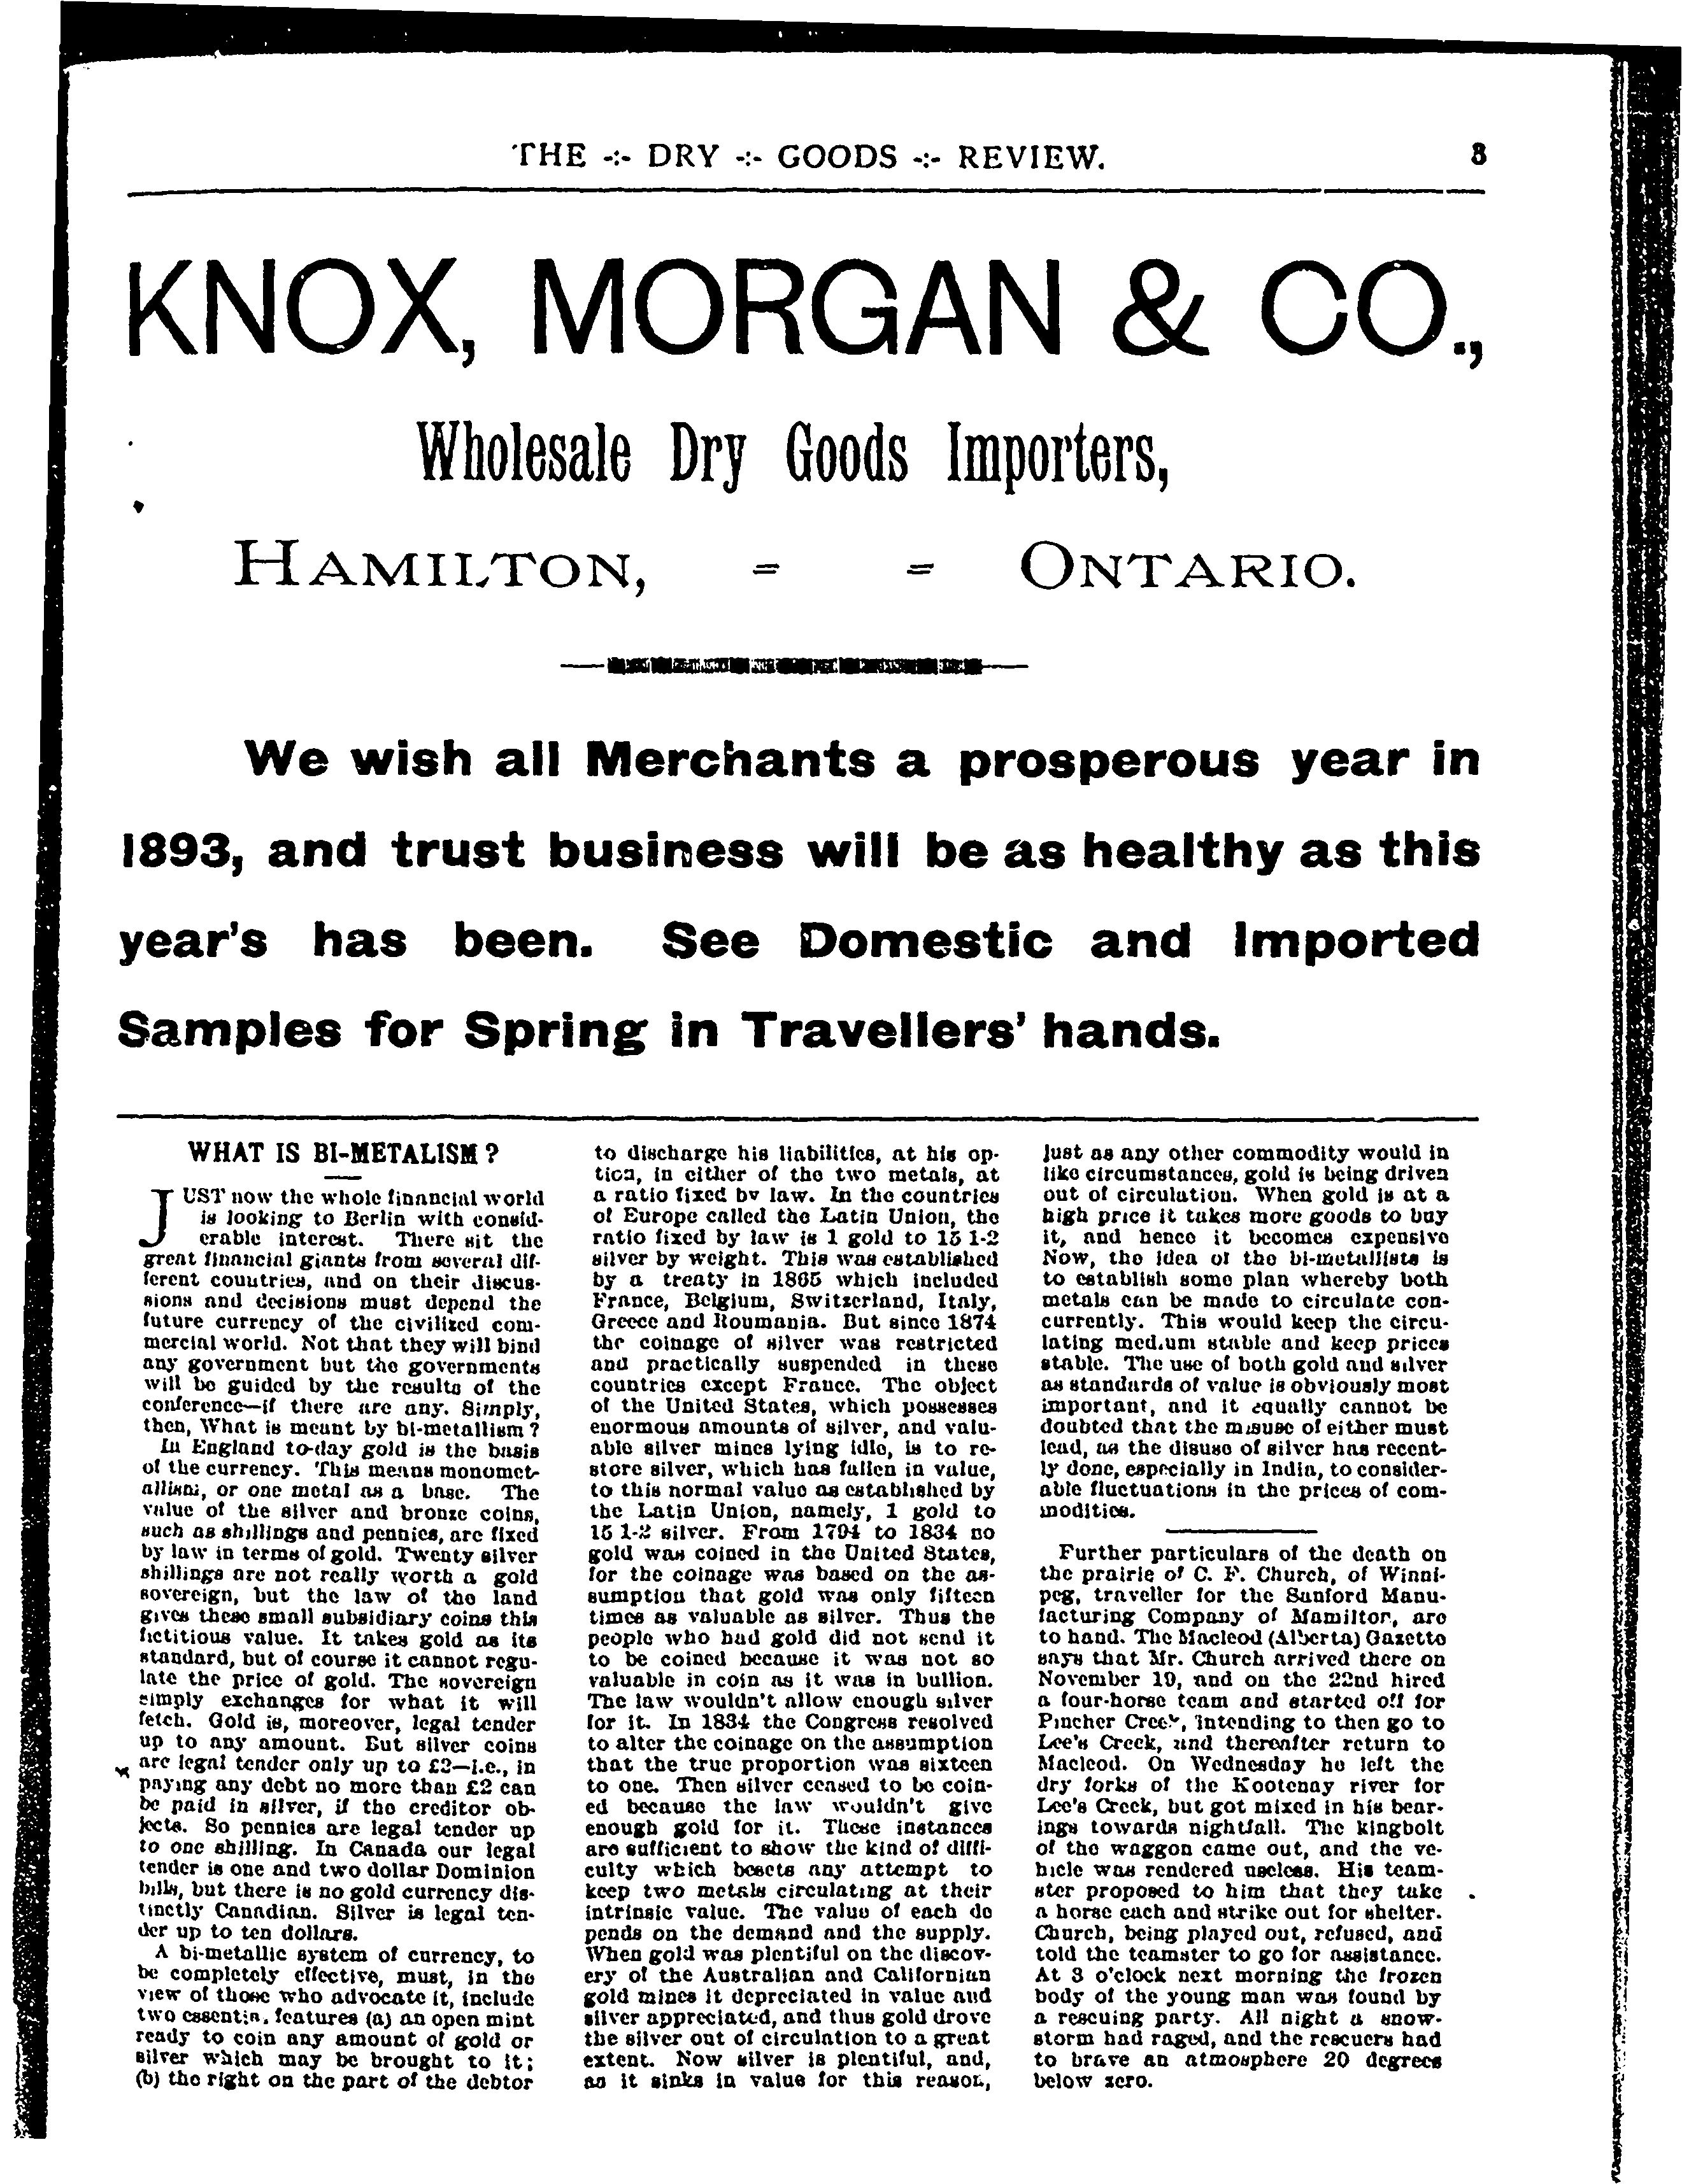 THE -:- DRY -:- GOODS -:- REVIEW. 3
KNOX, MORGAN & CO.,
Wholesale Dry Goods Importers,
HAMILTON, = = ONTARIO.
We wish all Merchants a prosperous year in
1893, and trust business will be as healthy as this
year's has been. See Domestic and Imported
Samples for Spring in Travellers' hands.
WHAT IS BI-METALISM?
JUST now the whole financial world
is looking to Berlin with consid-
erable interest. There sit the
great financial giants from several dif-
ferent countries, and on their discus-
sions and decisions must depend the
future currency of the civilized com-
mercial world. Not that they will bind
any government but the governments
will be guided by the results of the
conference—if there are any. Simply,
then, What is meant by bi-metallism?
In England to-day gold is the basis
of the currency. This means monomet-
allism, or one metal as a base. The
value of the silver and bronze coins,
such as shillings and pennies, are fixed
by law in terms of gold. Twenty silver
shillings are not really worth a gold
sovereign, but the law of the land
gives these small subsidiary coins this
fictitious value. It takes gold as its
standard, but of course it cannot regu-
late the price of gold. The sovereign
simply exchanges for what it will
fetch. Gold is, moreover, legal tender
up to any amount. But silver coins
are legal tender only up to £2—i.e., in
paying any debt no more than £2 can
be paid in silver, if the creditor ob-
jects. So pennies are legal tender up
to one shilling. In Canada our legal
tender is one and two dollar Dominion
bills, but there is no gold currency dis-
tinctly Canadian. Silver is legal ten-
der up to ten dollars.
A bi-metallic system of currency, to
be completely effective, must, in the
view of those who advocate it, include
two essential features (a) an open mint
ready to coin any amount of gold or
silver which may be brought to it;
(b) the right on the part of the debtor
to discharge his liabilities, at his op-
tion, in either of the two metals, at
a ratio fixed by law. In the countries
of Europe called the Latin Union, the
ratio fixed by law is 1 gold to 15 1-2
silver by weight. This was established
by a treaty in 1865 which included
France, Belgium, Switzerland, Italy,
Greece and Roumania. But since 1874
the coinage of silver was restricted
and practically suspended in these
countries except France. The object
of the United States, which possesses
enormous amounts of silver, and valu-
able silver mines lying idle, is to re-
store silver, which has fallen in value,
to this normal value as established by
the Latin Union, namely, 1 gold to
15 1-2 silver. From 1794 to 1834 no
gold was coined in the United States,
for the coinage was based on the as-
sumption that gold was only fifteen
times as valuable as silver. Thus the
people who had gold did not send it
to be coined because it was not so
valuable in coin as it was in bullion.
The law wouldn't allow enough silver
for it. In 1834 the Congress resolved
to alter the coinage on the assumption
that the true proportion was sixteen
to one. Then silver ceased to be coin-
ed because the law wouldn't give
enough gold for it. These instances
are sufficient to show the kind of diffi-
culty which besets any attempt to
keep two metals circulating at their
intrinsic value. The value of each de
pends on the demand and the supply.
When gold was plentiful on the discov-
ery of the Australian and Californian
gold mines it depreciated in value and
silver appreciated, and thus gold drove
the silver out of circulation to a great
extent. Now silver is plentiful, and,
as it sinks in value for this reason,
just as any other commodity would in
like circumstances, gold is being driven
out of circulation. When gold is at a
high price it takes more goods to buy
it, and hence it becomes expensive
Now, the idea of the bi-metallists is
to establish some plan whereby both
metals can be made to circulate con-
currently. This would keep the circu-
lating medium stable and keep prices
stable. The use of both gold and silver
as standards of value is obviously most
important, and it equally cannot be
doubted that the misuse of either must
lead, as the disuse of silver has recent-
ly done, especially in India, to consider-
able fluctuations in the prices of com-
modities.
Further particulars of the death on
the prairie of C. F. Church, of Winni-
peg, traveller for the Sanford Manu-
facturing Company of Mamilton, are
to hand. The Macleod (Alberta) Gazette
says that Mr. Church arrived there on
November 19, and on the 22nd hired
a four-horse team and started off for
Pincher Creek, intending to then go to
Lee's Creek, and thereafter return to
Macleod. On Wednesday he left the
dry forks of the Kootenay river for
Lee's Creek, but got mixed in his bear-
ings towards nightfall. The kingbolt
of the waggon came out, and the ve-
hicle was rendered useless. His team-
ster proposed to him that they take
a horse each and strike out for shelter.
Church, being played out, refused, and
told the teamster to go for assistance.
At 3 o'clock next morning the frozen
body of the young man was found by
a rescuing party. All night a snow-
storm had raged, and the rescuers had
to brave an atmosphere 20 degrees
below zero.